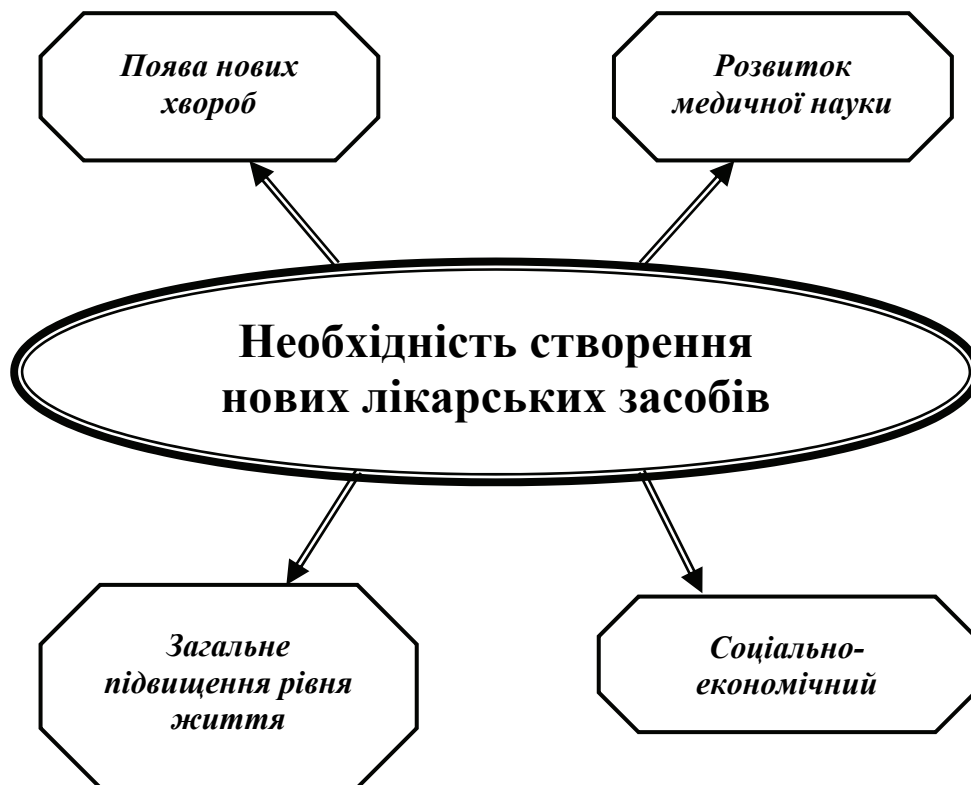 Поява нових
хвороб
Розвиток
медичної науки
Необхідність створення
нових лікарських засобів
Загальне
підвищення рівня
життя
Соціально-
економічний